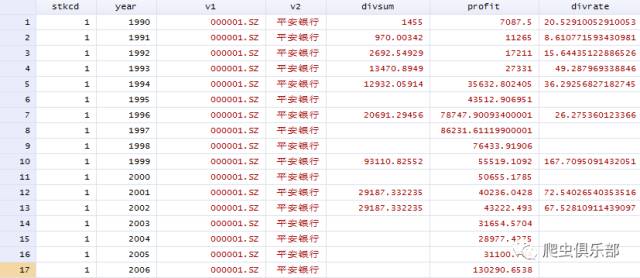 stkcd year v1 v2 divsum profit divrate
1 1 1990 000001.SZ 平安银行 1455 7087.5 20.52910052910053
2 1 1991 000001.SZ 平安银行 970.00342 11265 8.610771593430981
3 1 1992 000001.SZ 平安银行 2692.54929 17211 15.64435122886526
4 1 1993 000001.SZ 平安银行 13470.8949 27331 49.287969338846
5 1 1994 000001.SZ 平安银行 12932.05914 35632.802405 36.29256827182745
6 1 1995 000001.SZ 平安银行 43512.906951
7 1 1996 000001.SZ 平安银行 20691.29456 78747.90093400001 26.275360123366
8 1 1997 000001.SZ 平安银行 86231.61119900001
9 1 1998 000001.SZ 平安银行 76433.91906
10 1 1999 000001.SZ 平安银行 93110.82552 55519.1092 167.7095091432051
11 1 2000 000001.SZ 平安银行 50655.1785
12 1 2001 000001.SZ 平安银行 29187.332235 40236.0428 72.54026540353516
13 1 2002 000001.SZ 平安银行 29187.332235 43222.493 67.52810911439097
14 1 2003 000001.SZ 平安银行 31654.5704
15 1 2004 000001.SZ 平安银行
16 1 2005 000001.SZ 平安银行
17 1 2006 000001.SZ 平安银行 130290.6538
爬虫俱乐部